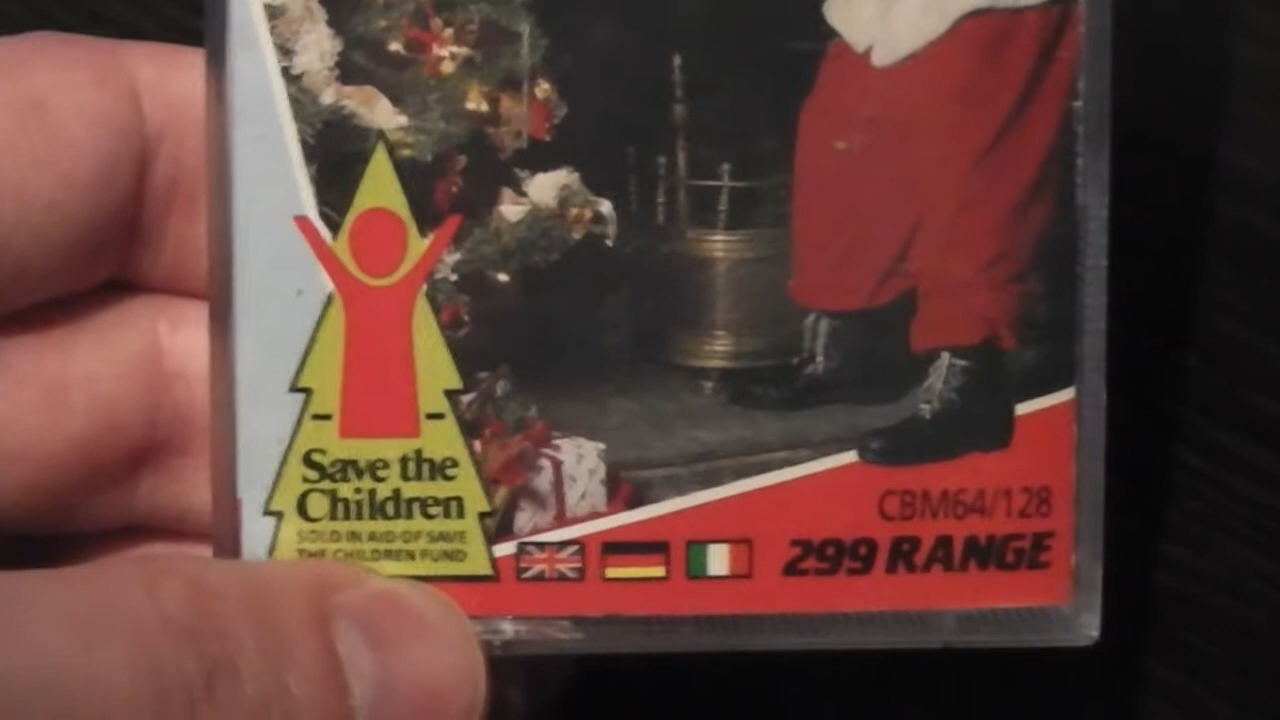 Save the
Children
SOLD IN AID OF SAVE
THE CHILDREN FUND
CBM64/128
299 RANGE